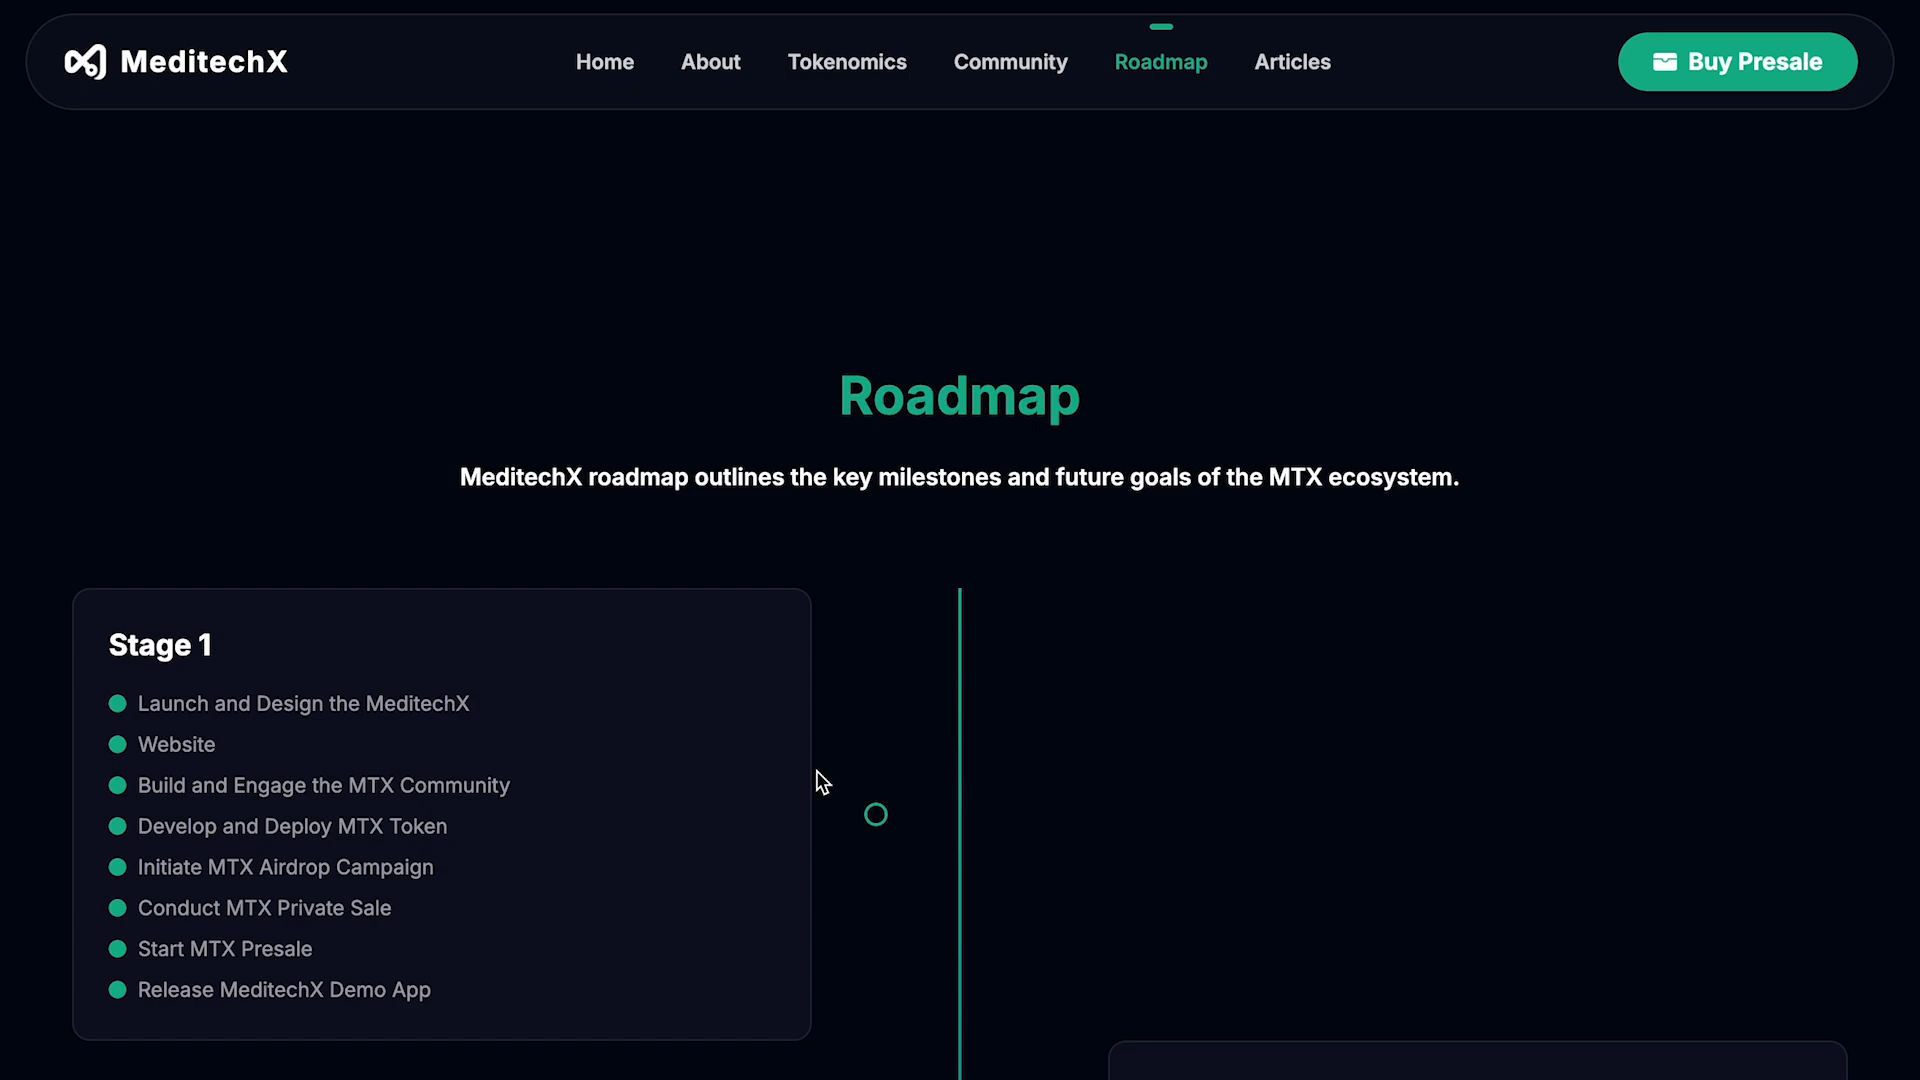 MeditechX
Home
About
Tokenomics
Community
Roadmap
Articles
Buy Presale
Roadmap
MeditechX roadmap outlines the key milestones and future goals of the MTX ecosystem.
Stage 1
Launch and Design the MeditechX
Website
Build and Engage the MTX Community
Develop and Deploy MTX Token
Initiate MTX Airdrop Campaign
Conduct MTX Private Sale
Start MTX Presale
Release MeditechX Demo App